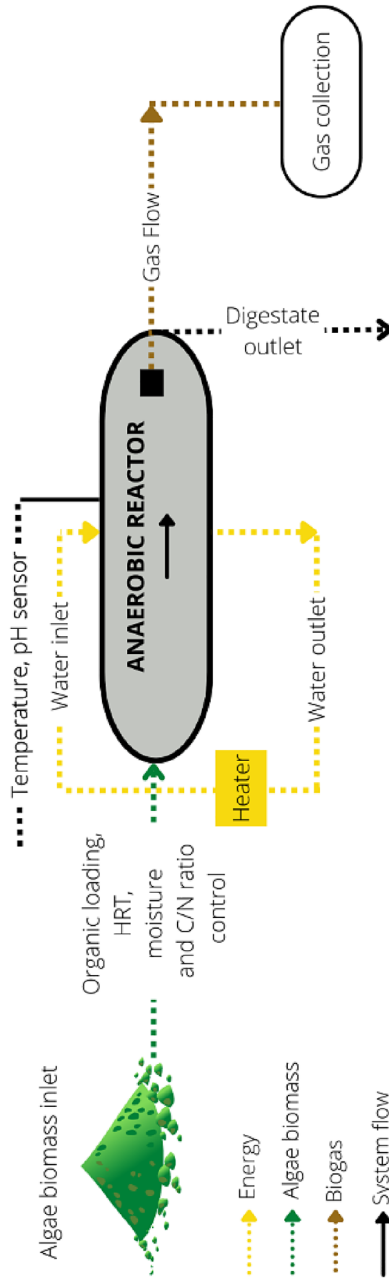 Algae biomass inlet
Organic loading,
HRT,
moisture
and C/N ratio
control
Temperature, pH sensor
Water inlet
Heater
Water outlet
ANAEROBIC REACTOR
Gas Flow
Digestate
outlet
Gas collection
Energy
Algae biomass
Biogas
System flow